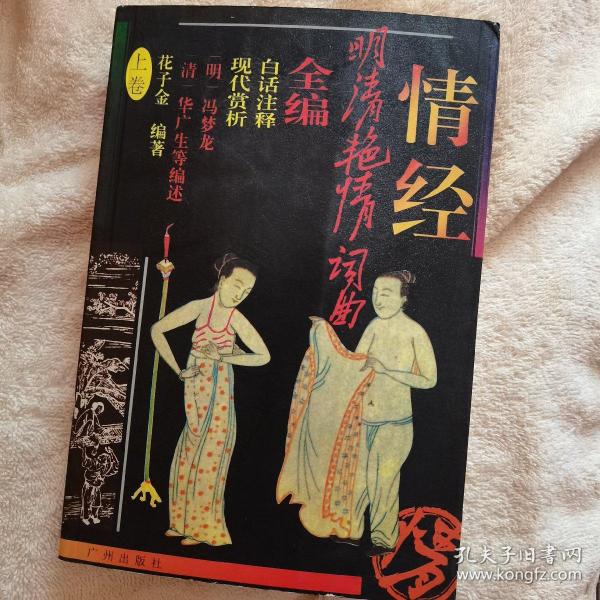 情经
明清艳情词曲
全编
白话注释
现代赏析
［明］冯梦龙
［清］华广生等编述
花子金 编著
上卷
广州出版社
孔夫子旧书网
www.kongfz.com